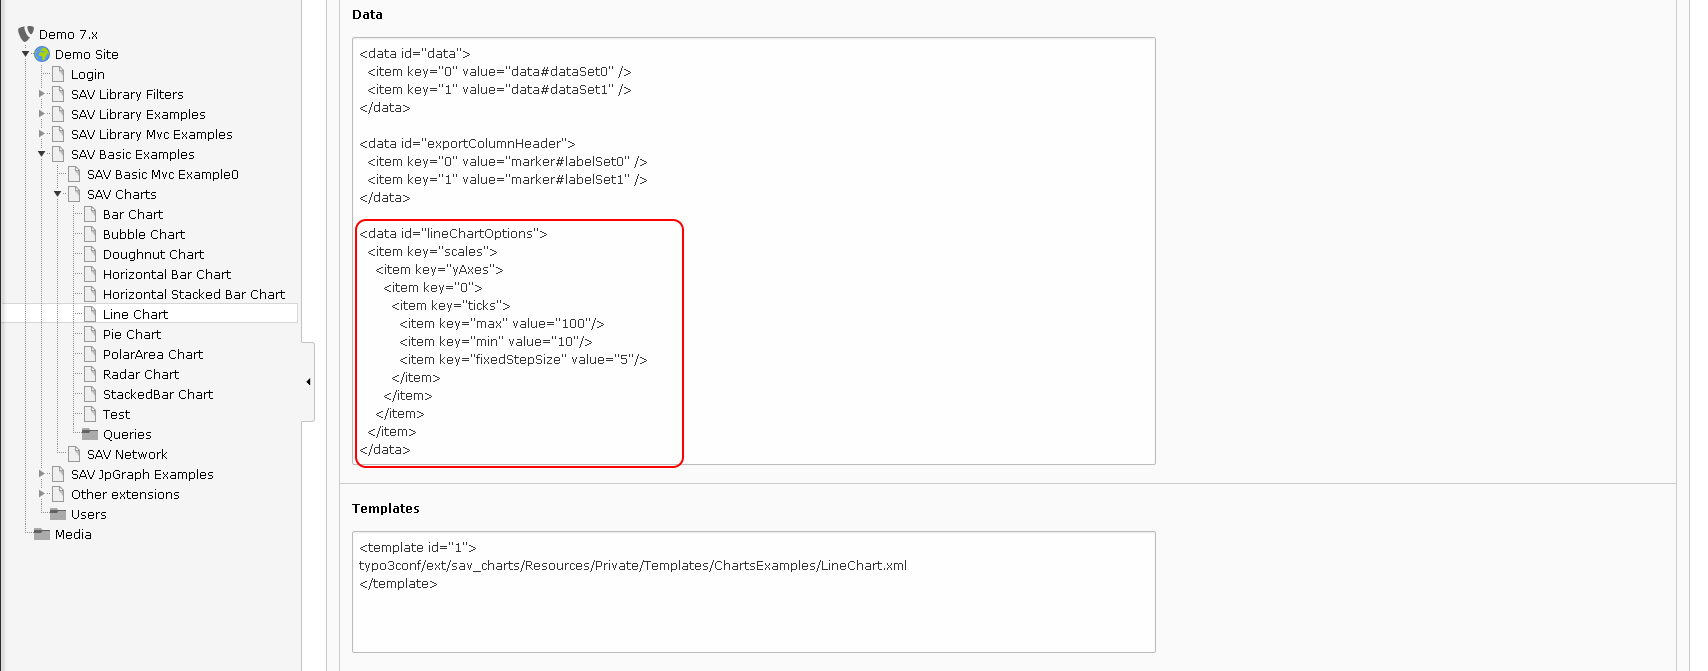 Demo 7.x
Demo Site
Login
SAV Library Filters
SAV Library Examples
SAV Library Mvc Examples
SAV Basic Examples
SAV Basic Mvc Example0
SAV Charts
Bar Chart
Bubble Chart
Doughnut Chart
Horizontal Bar Chart
Horizontal Stacked Bar Chart
Line Chart
Pie Chart
PolarArea Chart
Radar Chart
StackedBar Chart
Test
Queries
SAV Network
SAV JpGraph Examples
Other extensions
Users
Media
Data
<data id="data">
  <item key="0" value="data#dataSet0" />
  <item key="1" value="data#dataSet1" />
</data>

<data id="exportColumnHeader">
  <item key="0" value="marker#labelSet0" />
  <item key="1" value="marker#labelSet1" />
</data>

<data id="lineChartOptions">
  <item key="scales">
    <item key="yAxes">
      <item key="0">
        <item key="ticks">
          <item key="max" value="100"/>
          <item key="min" value="10"/>
          <item key="fixedStepSize" value="5"/>
        </item>
      </item>
    </item>
  </item>
</data>
Templates
<template id="1">
typo3conf/ext/sav_charts/Resources/Private/Templates/ChartsExamples/LineChart.xml
</template>